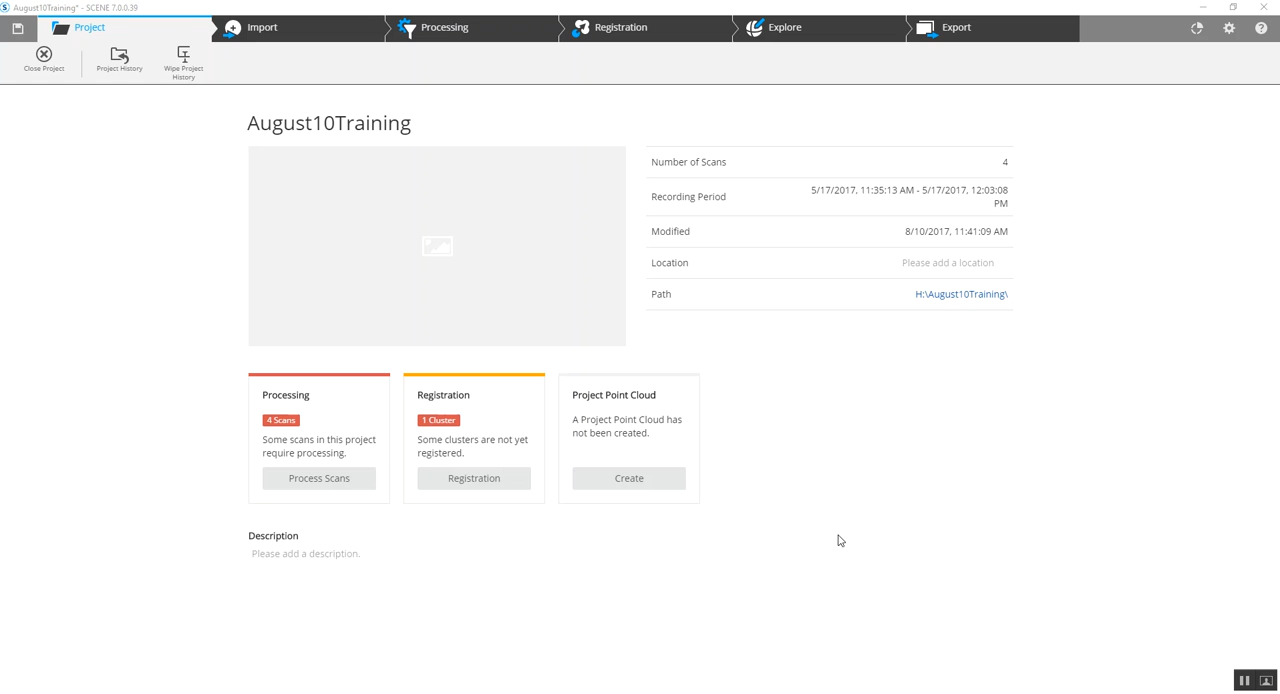 August10Training* - SCENE 7.0.0.39
Project
Import
Processing
Registration
Explore
Export
Close Project
Project History
Wipe Project
History
August10Training
Number of Scans 4
Recording Period 5/17/2017, 11:35:13 AM - 5/17/2017, 12:03:08
PM
Modified 8/10/2017, 11:41:09 AM
Location Please add a location
Path H:\August10Training\
Processing
4 Scans
Some scans in this project
require processing.
Process Scans
Registration
1 Cluster
Some clusters are not yet
registered.
Registration
Project Point Cloud
A Project Point Cloud has
not been created.
Create
Description
Please add a description.